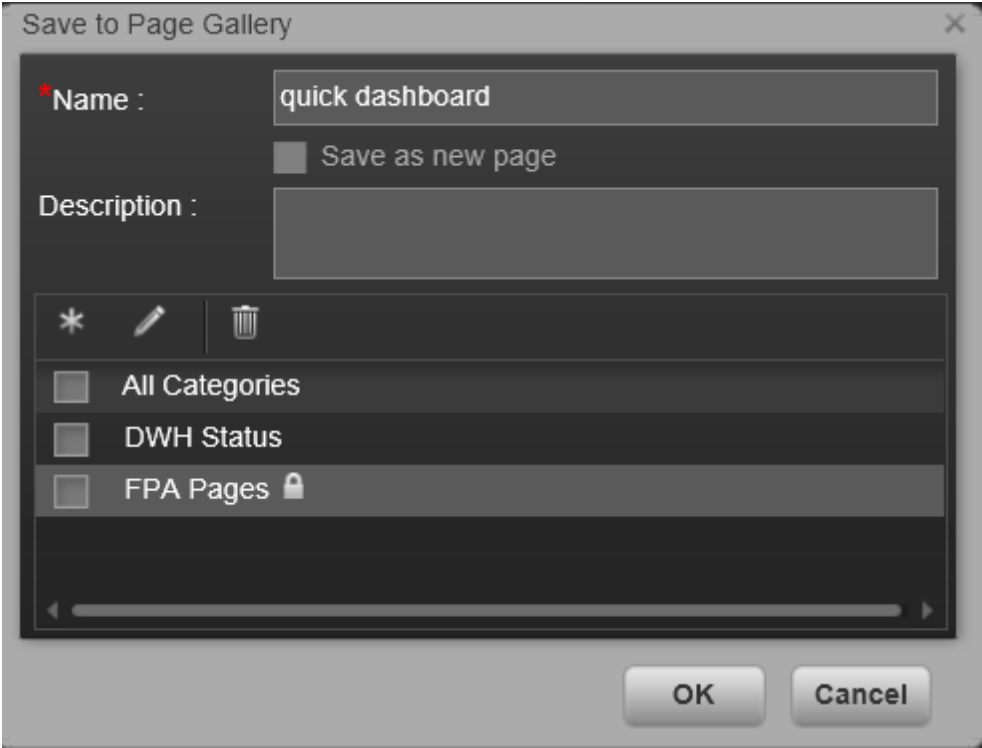 Save to Page Gallery
*Name : quick dashboard
Save as new page
Description :
All Categories
DWH Status
FPA Pages
OK Cancel